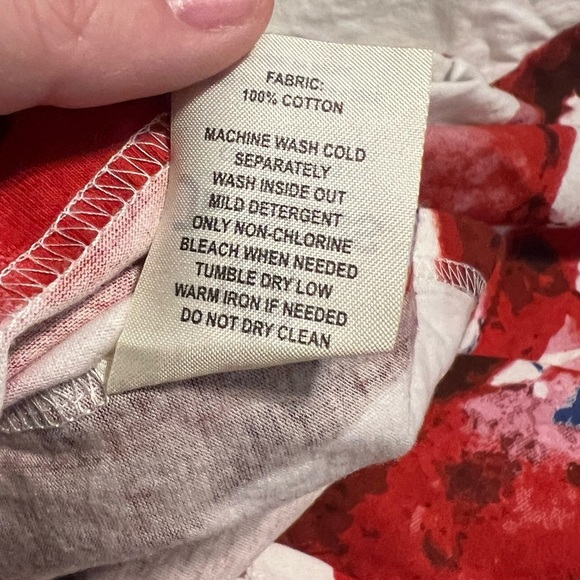 FABRIC:
100% COTTON
MACHINE WASH COLD
SEPARATELY
WASH INSIDE OUT
MILD DETERGENT
ONLY NON-CHLORINE
BLEACH WHEN NEEDED
TUMBLE DRY LOW
WARM IRON IF NEEDED
DO NOT DRY CLEAN